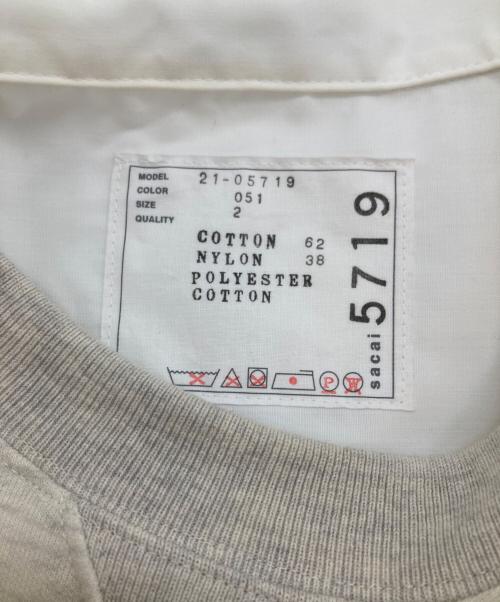 MODEL 21-05719
COLOR 051
SIZE 2
QUALITY
COTTON 62
NYLON 38
POLYESTER
COTTON
P W
sacai 5719